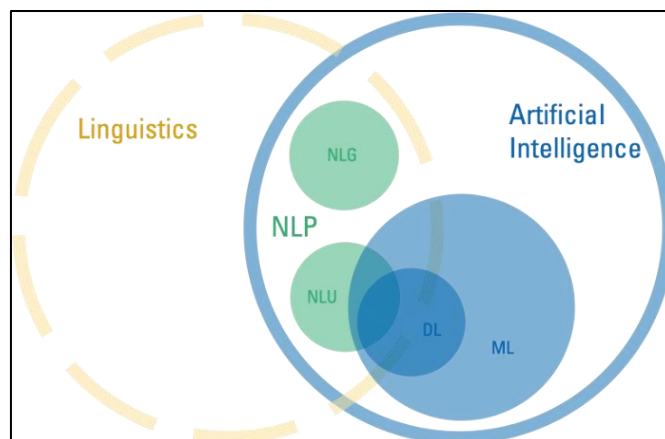 Linguistics
Artificial
Intelligence
NLG
NLP
NLU
DL
ML